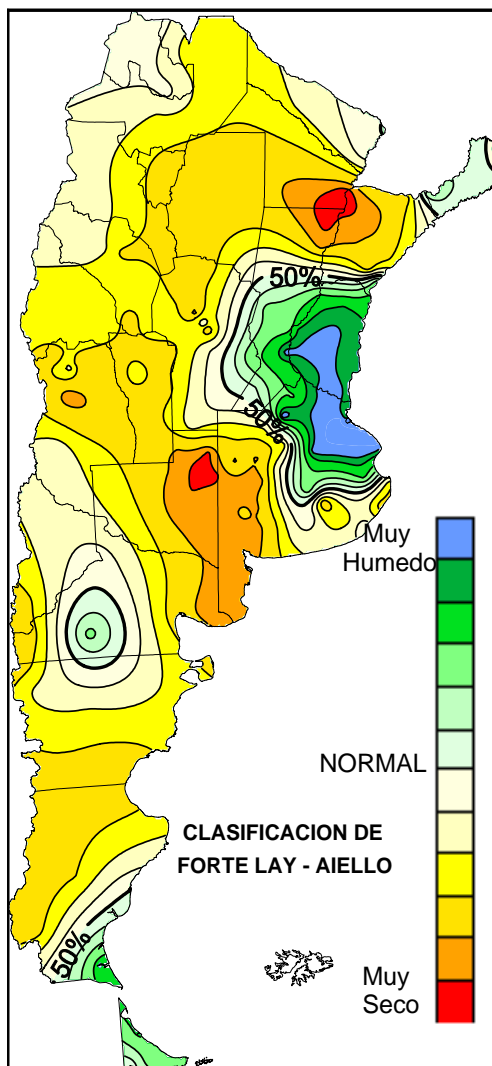 50%
50%
Muy
Humedo
NORMAL
CLASIFICACION DE
FORTE LAY - AIELLO
50%
Muy
Seco